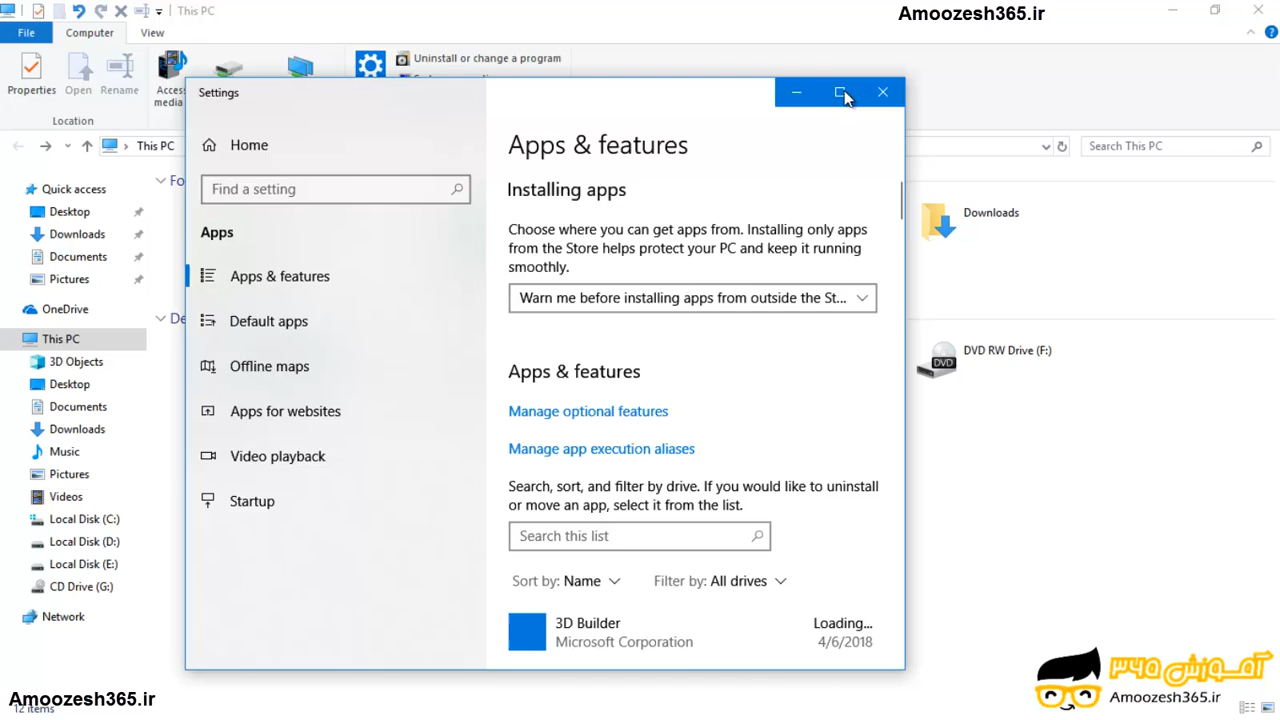 This PC
Amoozesh365.ir
File
Computer
View
Properties
Open
Rename
Access
media
Uninstall or change a program
Location
This PC
Search This PC
Settings
Home
Find a setting
Apps
Apps & features
Default apps
Offline maps
Apps for websites
Video playback
Startup
Apps & features
Installing apps
Choose where you can get apps from. Installing only apps
from the Store helps protect your PC and keep it running
smoothly.
Warn me before installing apps from outside the St...
Apps & features
Manage optional features
Manage app execution aliases
Search, sort, and filter by drive. If you would like to uninstall
or move an app, select it from the list.
Search this list
Sort by: Name
Filter by: All drives
3D Builder
Loading...
Microsoft Corporation
4/6/2018
Quick access
Desktop
Downloads
Documents
Pictures
OneDrive
This PC
3D Objects
Desktop
Documents
Downloads
Music
Pictures
Videos
Local Disk (C:)
Local Disk (D:)
Local Disk (E:)
CD Drive (G:)
Network
Fo
De
Downloads
DVD RW Drive (F:)
DVD
Amoozesh365.ir
12 items
آموزش ۳۶۵
Amoozesh365.ir